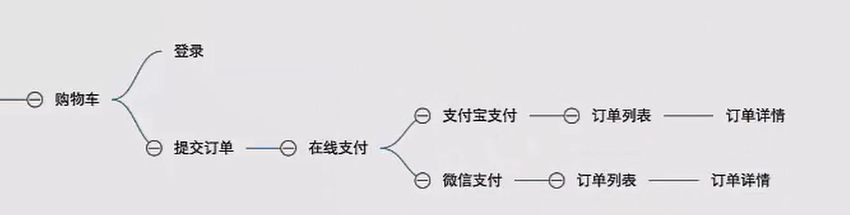 登录
购物车
支付宝支付
订单列表
订单详情
提交订单
在线支付
微信支付
订单列表
订单详情